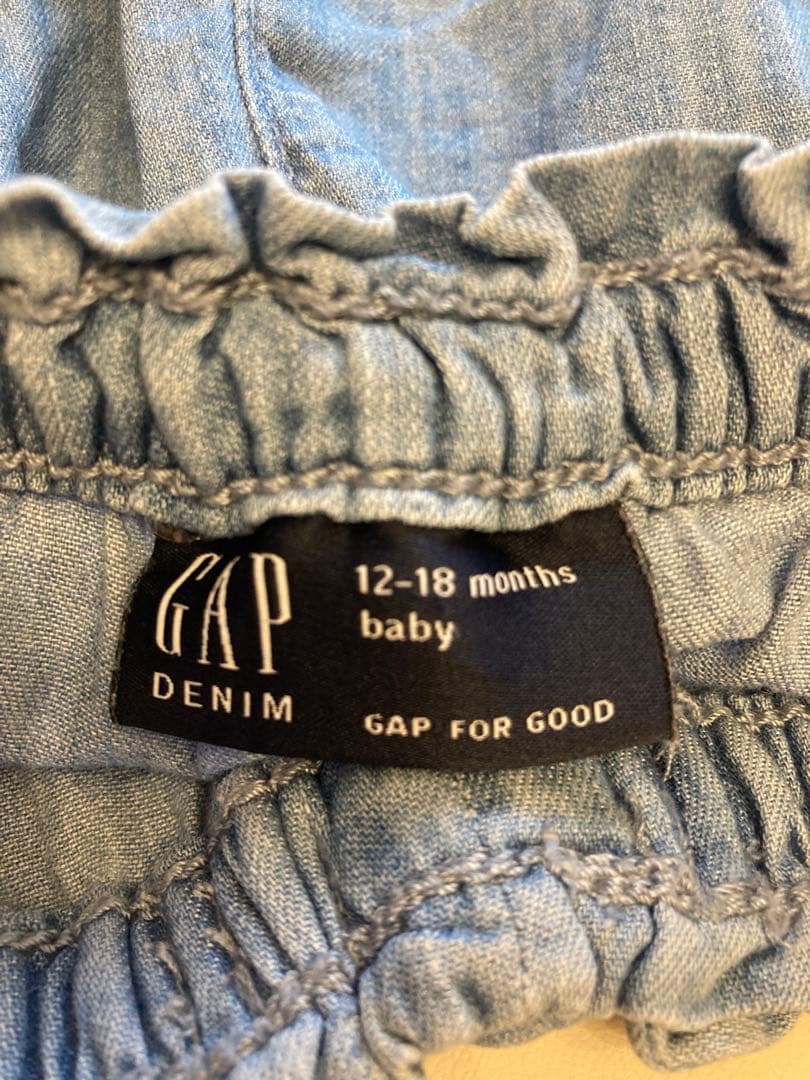 GAP
DENIM
12-18 months
baby
GAP FOR GOOD